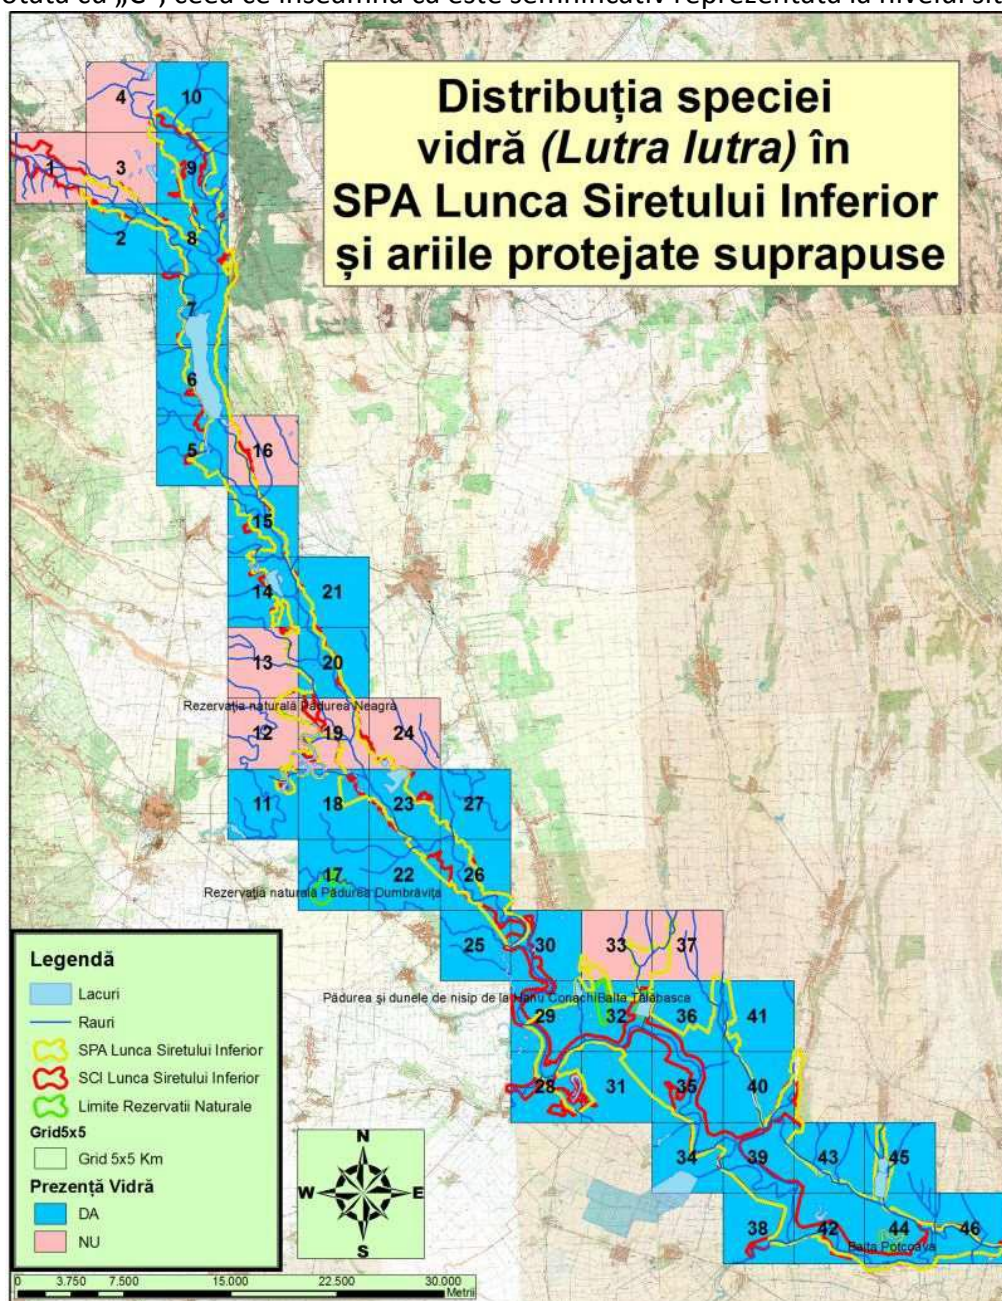 Distribuția speciei
vidră (Lutra lutra) în
SPA Lunca Siretului Inferior
și ariile protejate suprapuse
4 10
1 3 9
2 8
7
6
5 16
15
14 21
13 20
Rezervația naturală Pădurea Neagră
12 19 24
11 18 23 27
17 22 26
Rezervația naturală Pădurea Dumbrăvița
25 30 33 37
Pădurea și dunele de nisip de la Hanu Conachi
Balta Tălăbasca
29 32 36 41
28 31 35 40
34 39 43 45
38 42 44 46
Balta Potcoava
Legendă
Lacuri
Rauri
SPA Lunca Siretului Inferior
SCI Lunca Siretului Inferior
Limite Rezervatii Naturale
Grid5x5
Grid 5x5 Km
Prezență Vidră
DA
NU
N
W E
S
0 3.750 7.500 15.000 22.500 30.000
Metrii